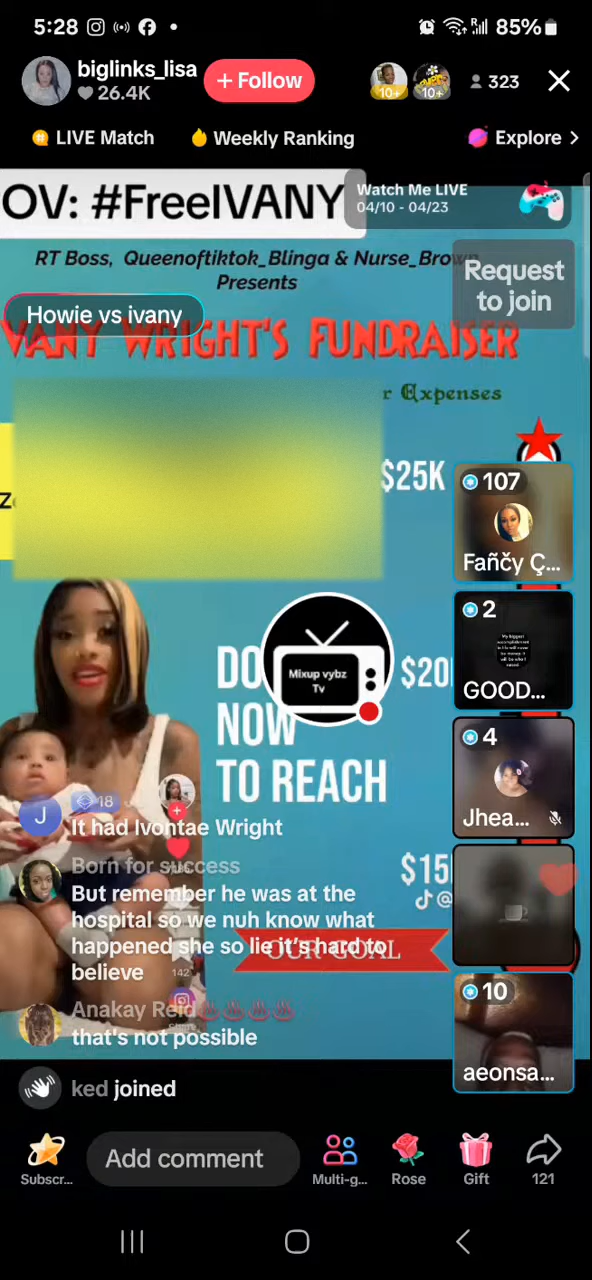 5:28
85%
biglinks_lisa
26.4K
+ Follow
10+
10+
323
LIVE Match
Weekly Ranking
Explore >
OV: #FreeIVANY
Watch Me LIVE
04/10 - 04/23
RT Boss, Queenoftiktok_Blinga & Nurse_Brown
Presents
Request
to join
Howie vs ivany
VANY WRIGHT'S FUNDRAISER
r Expenses
$25K
107
Fañčy Ç...
DO
NOW
TO REACH
Mixup vybz
Tv
$20
2
GOOD...
4
Jhea...
J
18
It had Ivontae Wright
Born for success
But remember he was at the
hospital so we nuh know what
happened she so lie it's hard to
believe
$15
OUR GOAL
142
Share
Anakay Reid
that's not possible
10
aeonsa...
ked joined
Subscr...
Add comment
Multi-g...
Rose
Gift
121